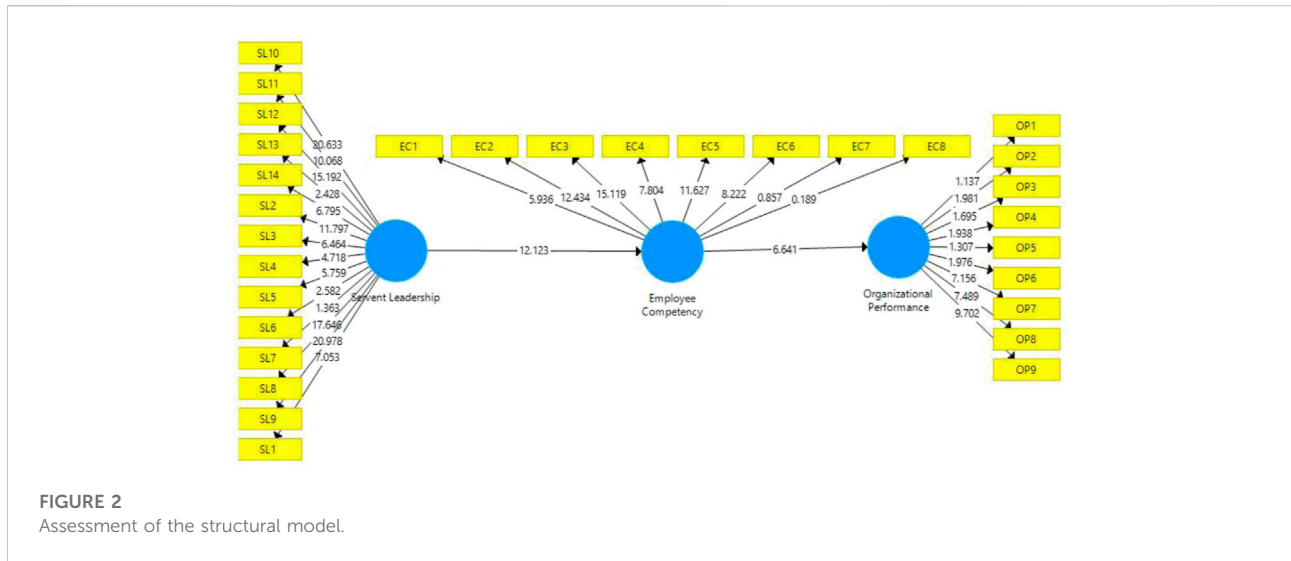 SL10
SL11
SL12
SL13
SL14
SL2
SL3
SL4
SL5
SL6
SL7
SL8
SL9
SL1
20.633
10.068
15.192
2.428
6.795
11.797
6.464
4.718
5.759
2.582
1.363
17.646
20.978
7.053
Servent Leadership
12.123
EC1 EC2 EC3 EC4 EC5 EC6 EC7 EC8
5.936 12.434 15.119 7.804 11.627 8.222 0.857 0.189
Employee
Competency
6.641
Organizational
Performance
1.137
1.981
1.695
1.938
1.307
1.976
7.156
7.489
9.702
OP1
OP2
OP3
OP4
OP5
OP6
OP7
OP8
OP9
FIGURE 2
Assessment of the structural model.